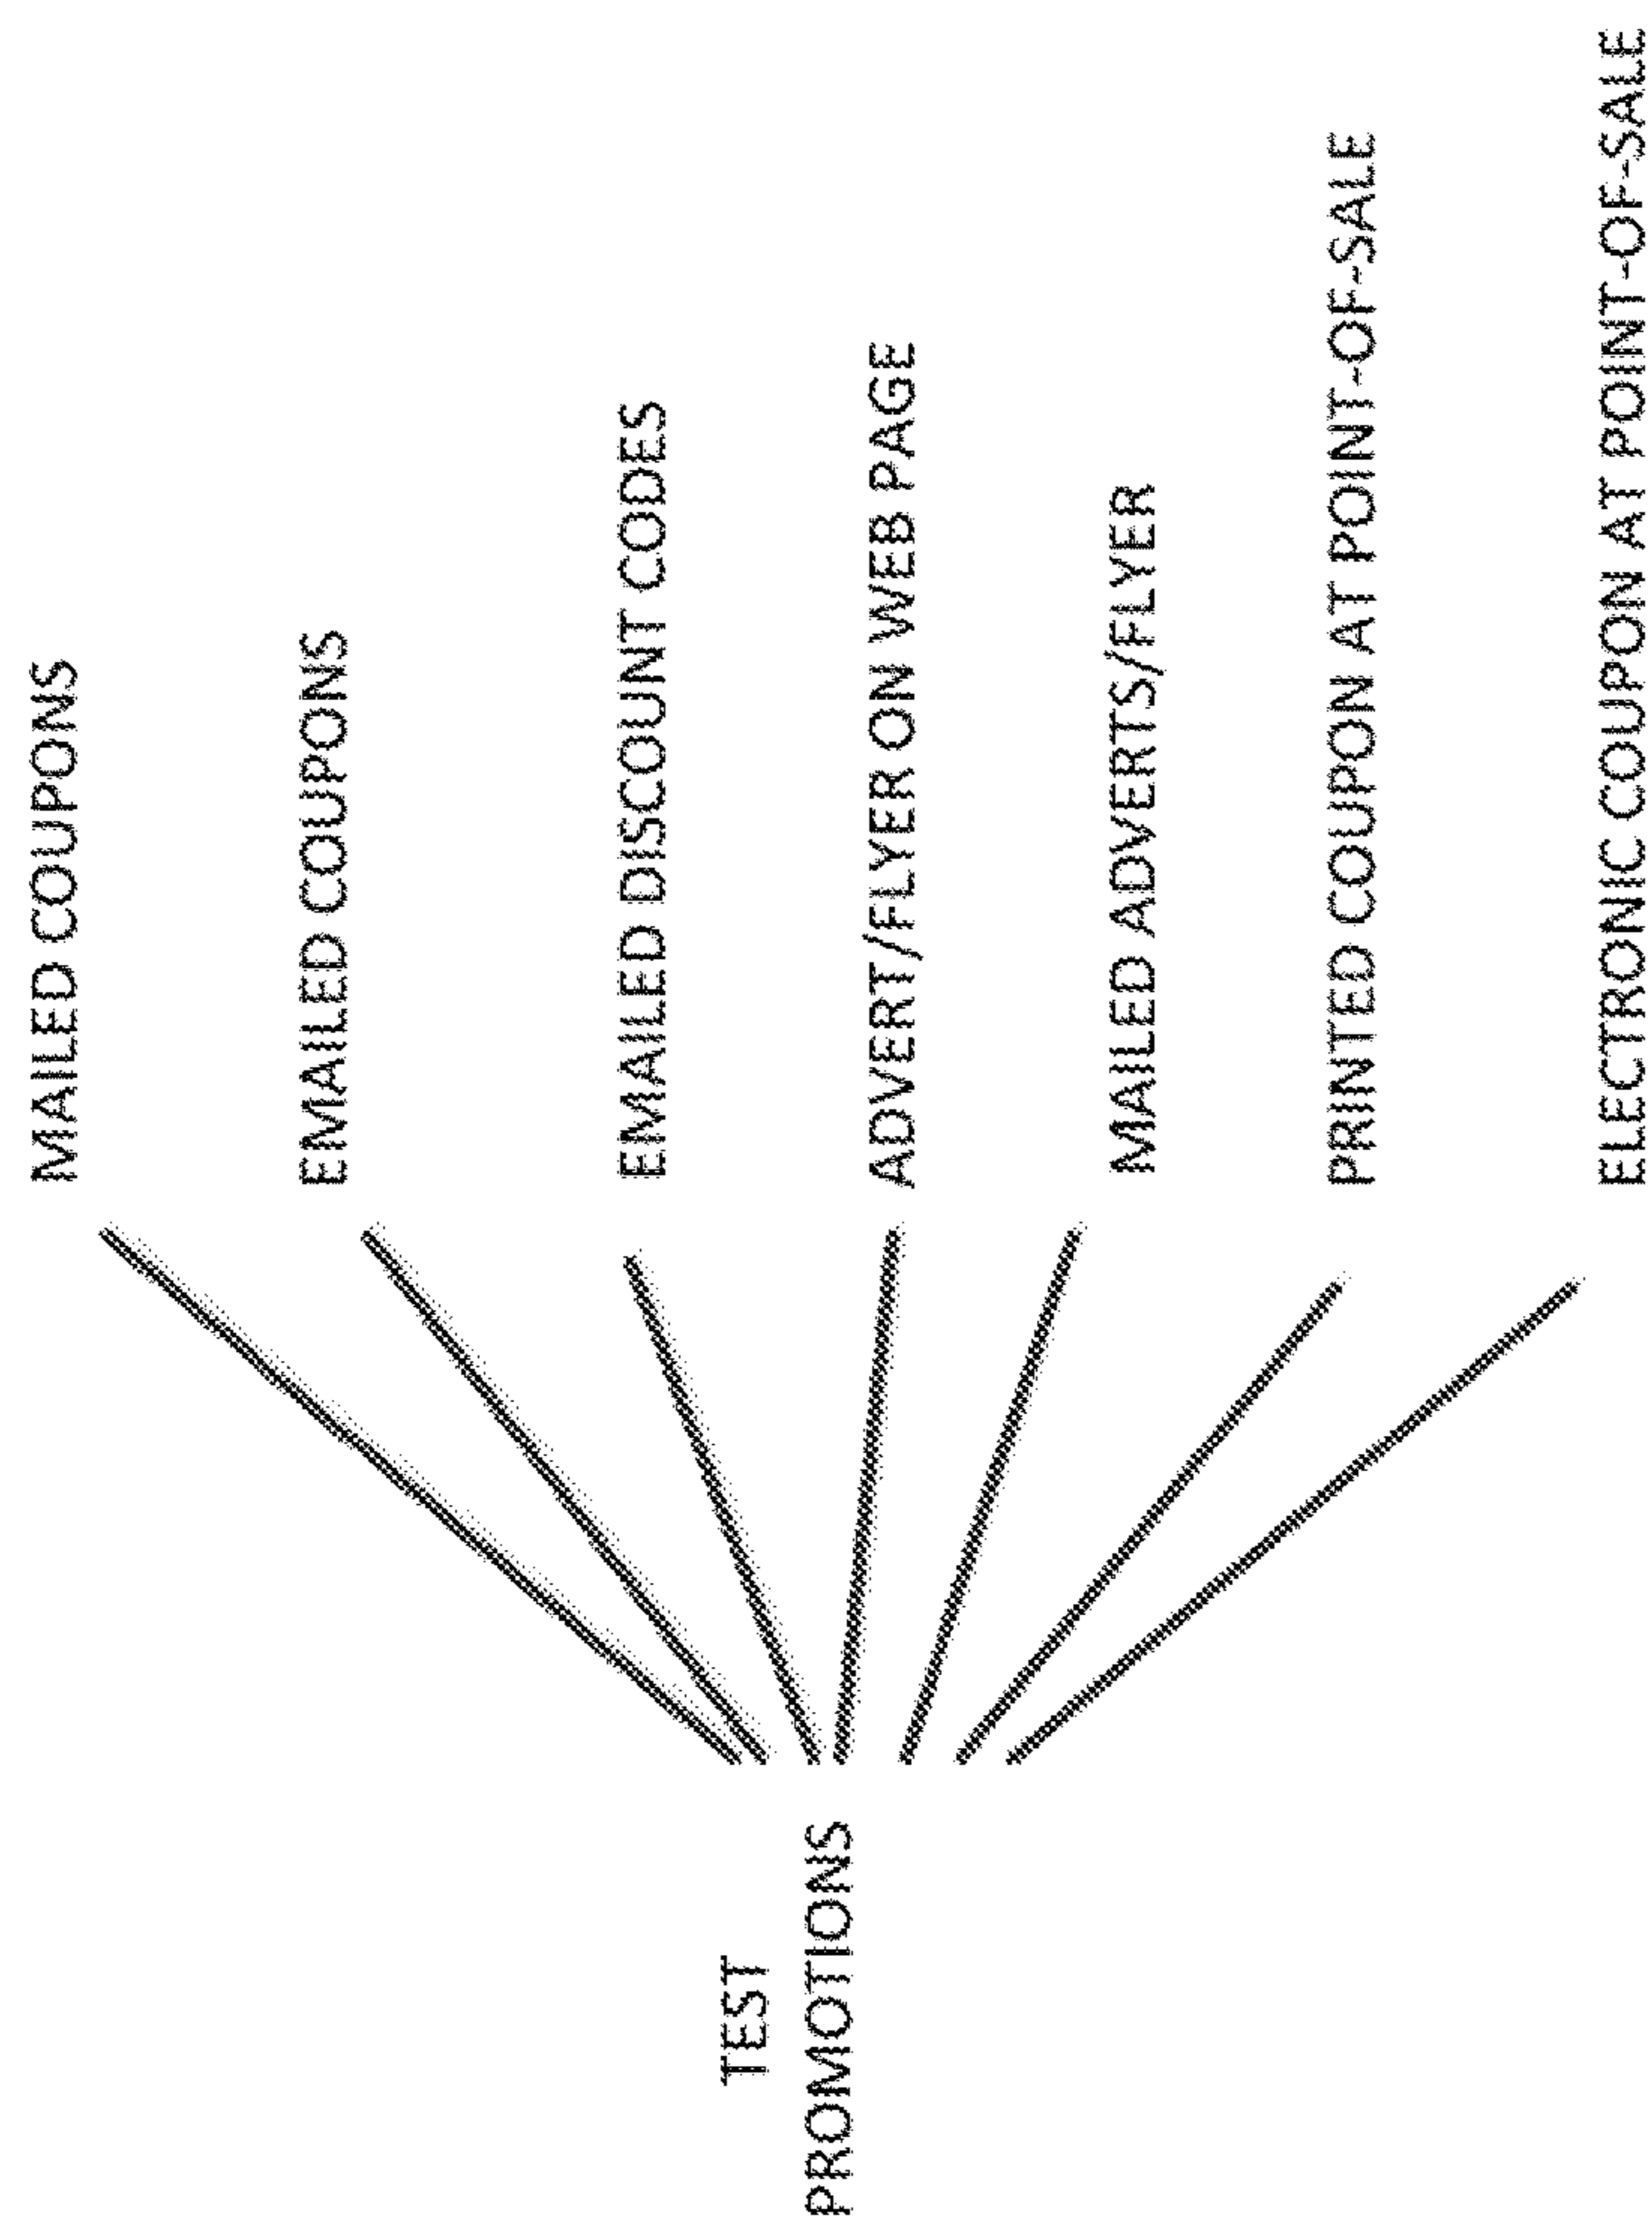 TEST
PROMOTIONS
MAILED COUPONS
EMAILED COUPONS
EMAILED DISCOUNT CODES
ADVERT/FLYER ON WEB PAGE
MAILED ADVERTS/FLYER
PRINTED COUPON AT POINT-OF-SALE
ELECTRONIC COUPON AT POINT-OF-SALE